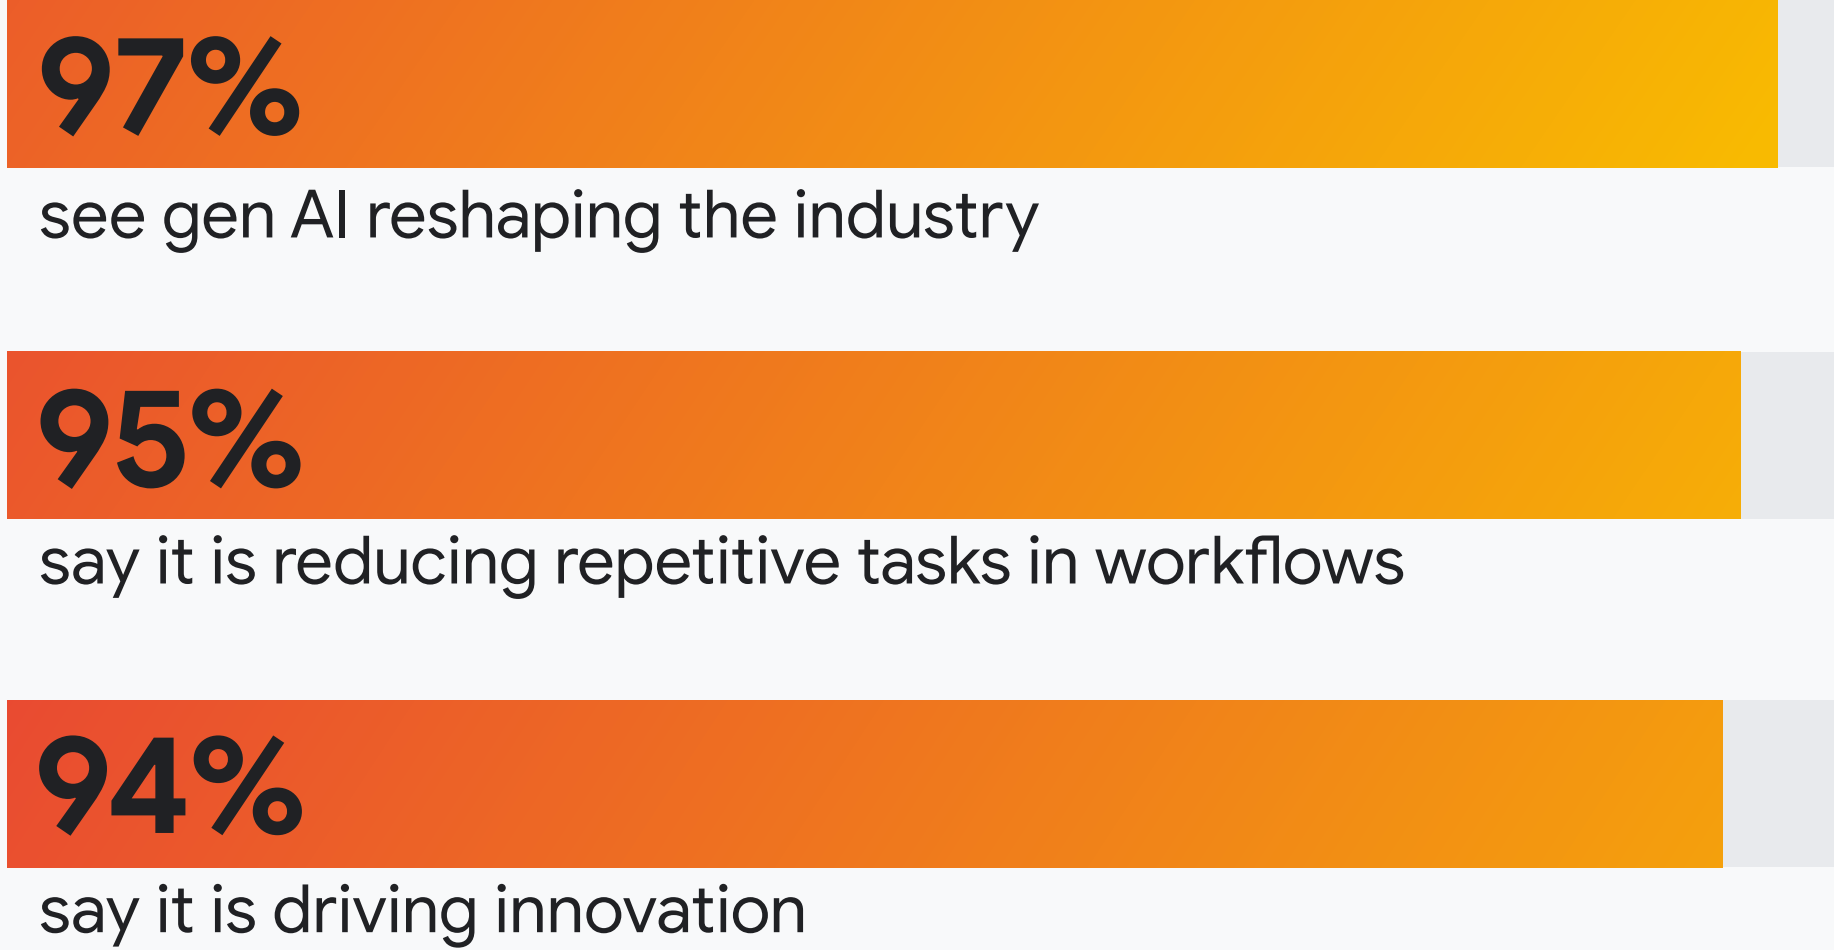 97%
see gen AI reshaping the industry
95%
say it is reducing repetitive tasks in workflows
94%
say it is driving innovation